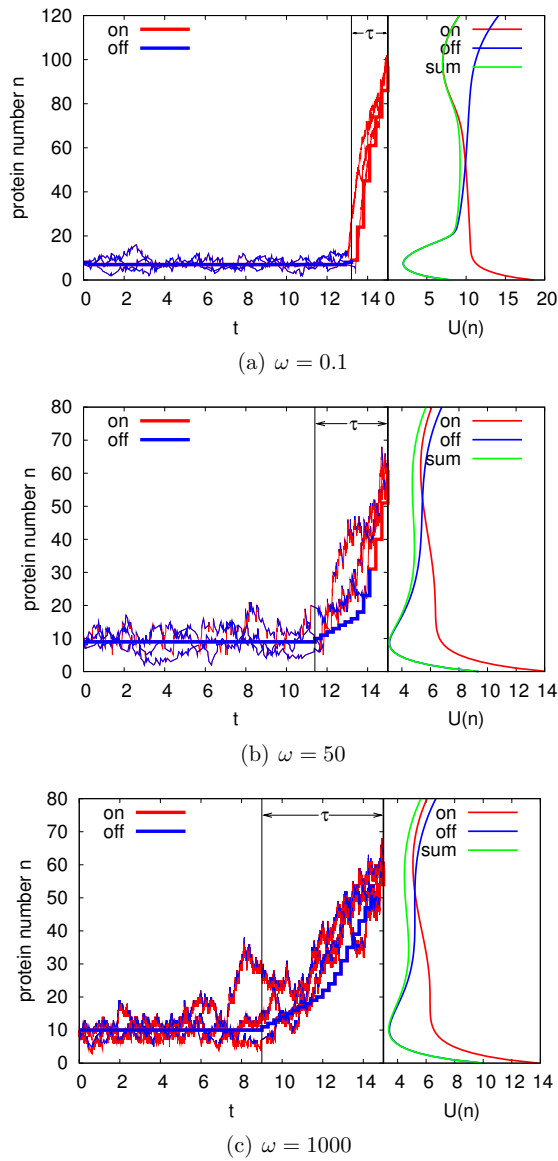 120
100
80
60
40
20
0
protein number n
on
off
τ
0 2 4 6 8 10 12 14
t
on
off
sum
0 5 10 15 20
U(n)
(a) ω = 0.1
80
70
60
50
40
30
20
10
0
protein number n
on
off
τ
0 2 4 6 8 10 12 14
t
on
off
sum
4 6 8 10 12 14
U(n)
(b) ω = 50
80
70
60
50
40
30
20
10
0
protein number n
on
off
τ
0 2 4 6 8 10 12 14
t
on
off
sum
4 6 8 10 12 14
U(n)
(c) ω = 1000